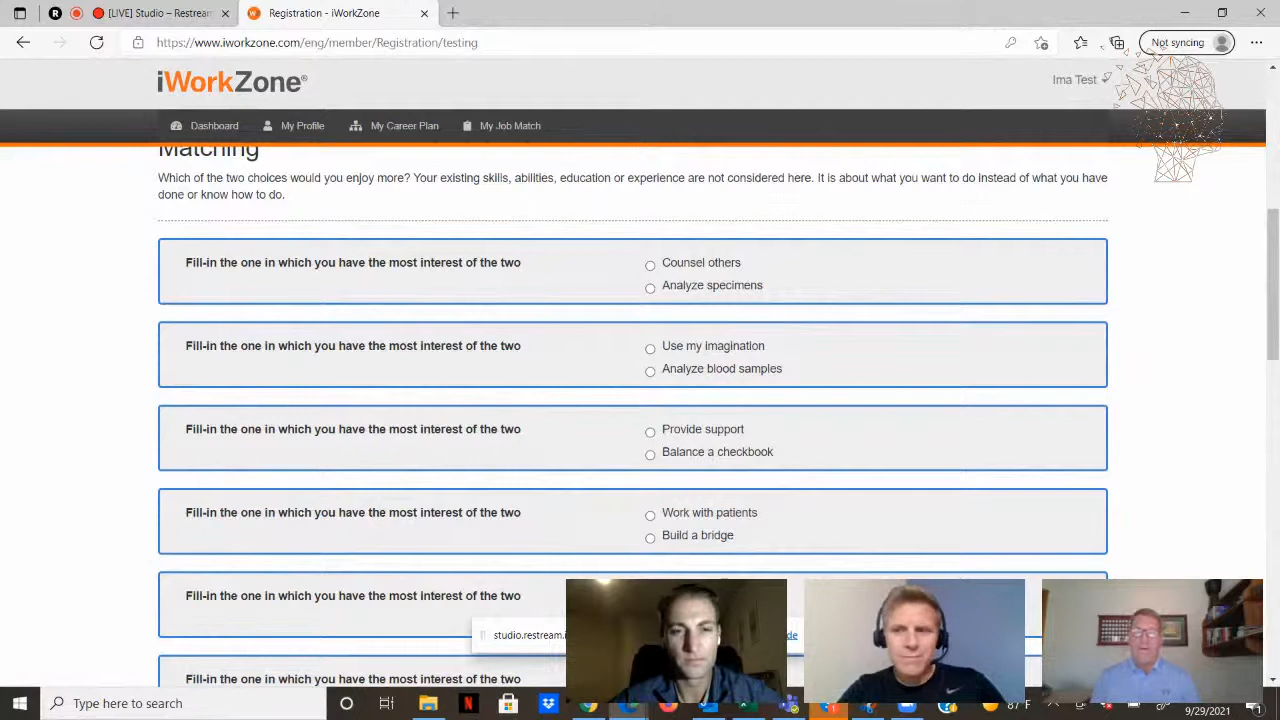 [LIVE] Studio – Restream
Registration - iWorkZone
https://www.iworkzone.com/eng/member/Registration/testing
Not syncing
iWorkZone®
Ima Test
Dashboard
My Profile
My Career Plan
My Job Match
Matching
Which of the two choices would you enjoy more? Your existing skills, abilities, education or experience are not considered here. It is about what you want to do instead of what you have
done or know how to do.
Fill-in the one in which you have the most interest of the two
Counsel others
Analyze specimens
Fill-in the one in which you have the most interest of the two
Use my imagination
Analyze blood samples
Fill-in the one in which you have the most interest of the two
Provide support
Balance a checkbook
Fill-in the one in which you have the most interest of the two
Work with patients
Build a bridge
Fill-in the one in which you have the most interest of the two
studio.restream.i
de
Fill-in the one in which you have the most interest of the two
Type here to search
87°F
9/29/2021